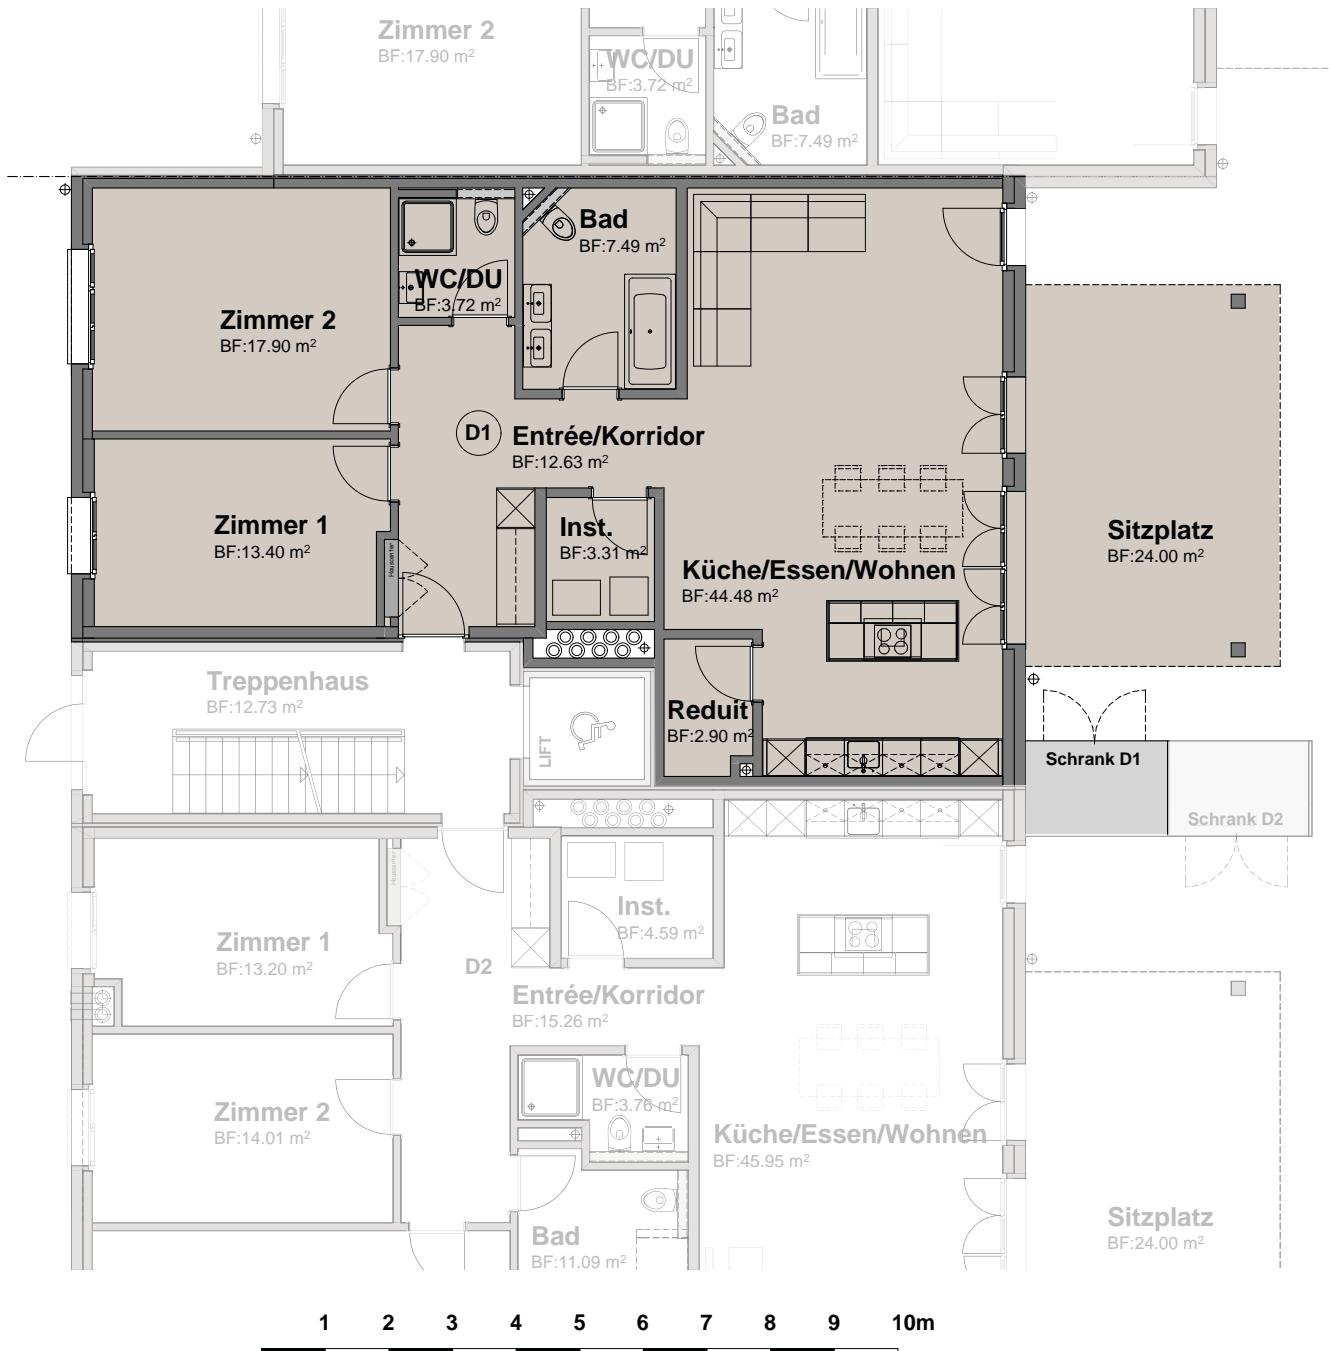 Zimmer 2
BF:17.90 m²
WC/DU
BF:3.72 m²
Bad
BF:7.49 m²
Bad
BF:7.49 m²
WC/DU
BF:3.72 m²
Zimmer 2
BF:17.90 m²
D1
Entrée/Korridor
BF:12.63 m²
Zimmer 1
BF:13.40 m²
Inst.
BF:3.31 m²
Küche/Essen/Wohnen
BF:44.48 m²
Sitzplatz
BF:24.00 m²
Treppenhaus
BF:12.73 m²
LIFT
Reduit
BF:2.90 m²
Schrank D1
Schrank D2
Zimmer 1
BF:13.20 m²
Inst.
BF:4.59 m²
D2
Entrée/Korridor
BF:15.26 m²
WC/DU
BF:3.76 m²
Zimmer 2
BF:14.01 m²
Küche/Essen/Wohnen
BF:45.95 m²
Bad
BF:11.09 m²
Sitzplatz
BF:24.00 m²
1 2 3 4 5 6 7 8 9 10m